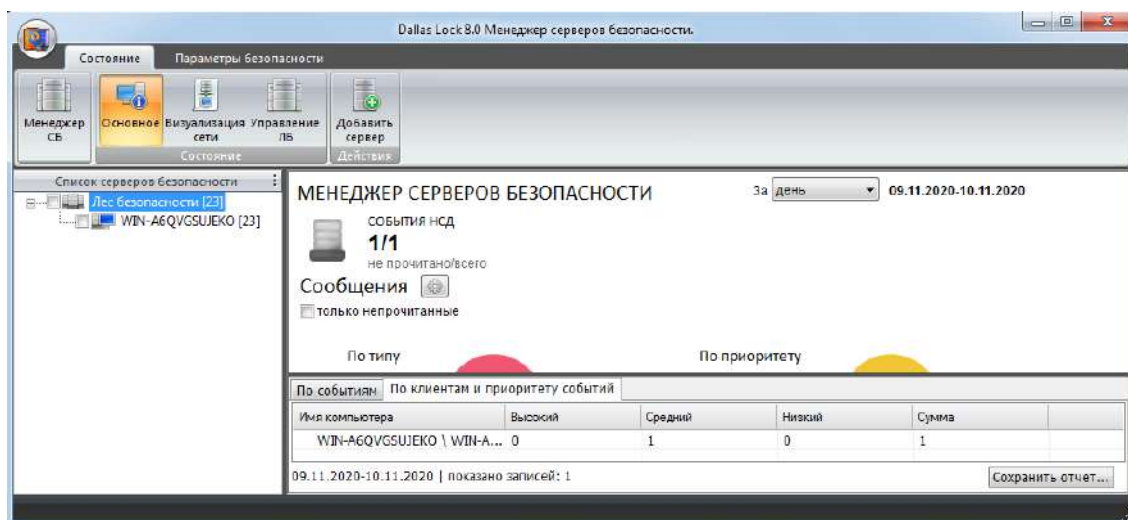 Dallas Lock 8.0 Менеджер серверов безопасности.
Состояние Параметры безопасности
Менеджер СБ
Основное
Визуализация сети
Управление ЛБ
Добавить сервер
Состояние
Действия
Список серверов безопасности
Лес безопасности [23]
WIN-A6QVGSUJEKO [23]
МЕНЕДЖЕР СЕРВЕРОВ БЕЗОПАСНОСТИ
За день 09.11.2020-10.11.2020
СОБЫТИЯ НСД
1/1
не прочитано/всего
Сообщения
только непрочитанные
По типу По приоритету
По событиям По клиентам и приоритету событий
Имя компьютера Высокий Средний Низкий Сумма
WIN-A6QVGSUJEKO \ WIN-A... 0 1 0 1
09.11.2020-10.11.2020 | показано записей: 1
Сохранить отчет...